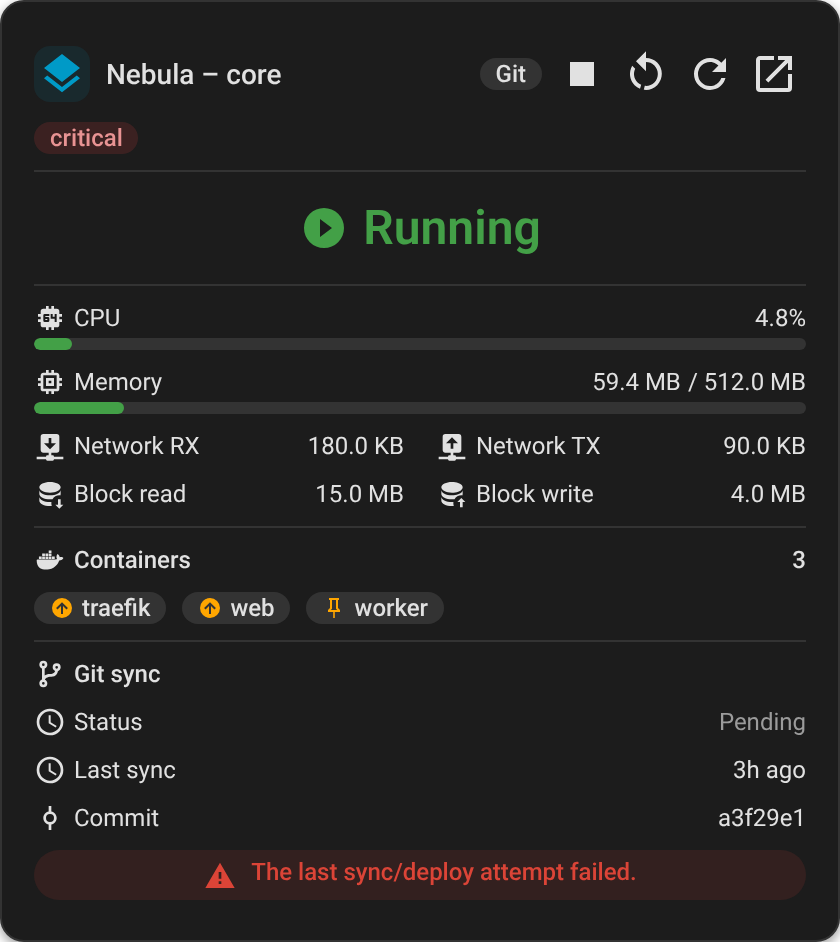 Nebula – core Git
critical
Running
64 CPU 4.8%
Memory 59.4 MB / 512.0 MB
Network RX 180.0 KB Network TX 90.0 KB
Block read 15.0 MB Block write 4.0 MB
Containers 3
traefik web worker
Git sync
Status Pending
Last sync 3h ago
Commit a3f29e1
The last sync/deploy attempt failed.